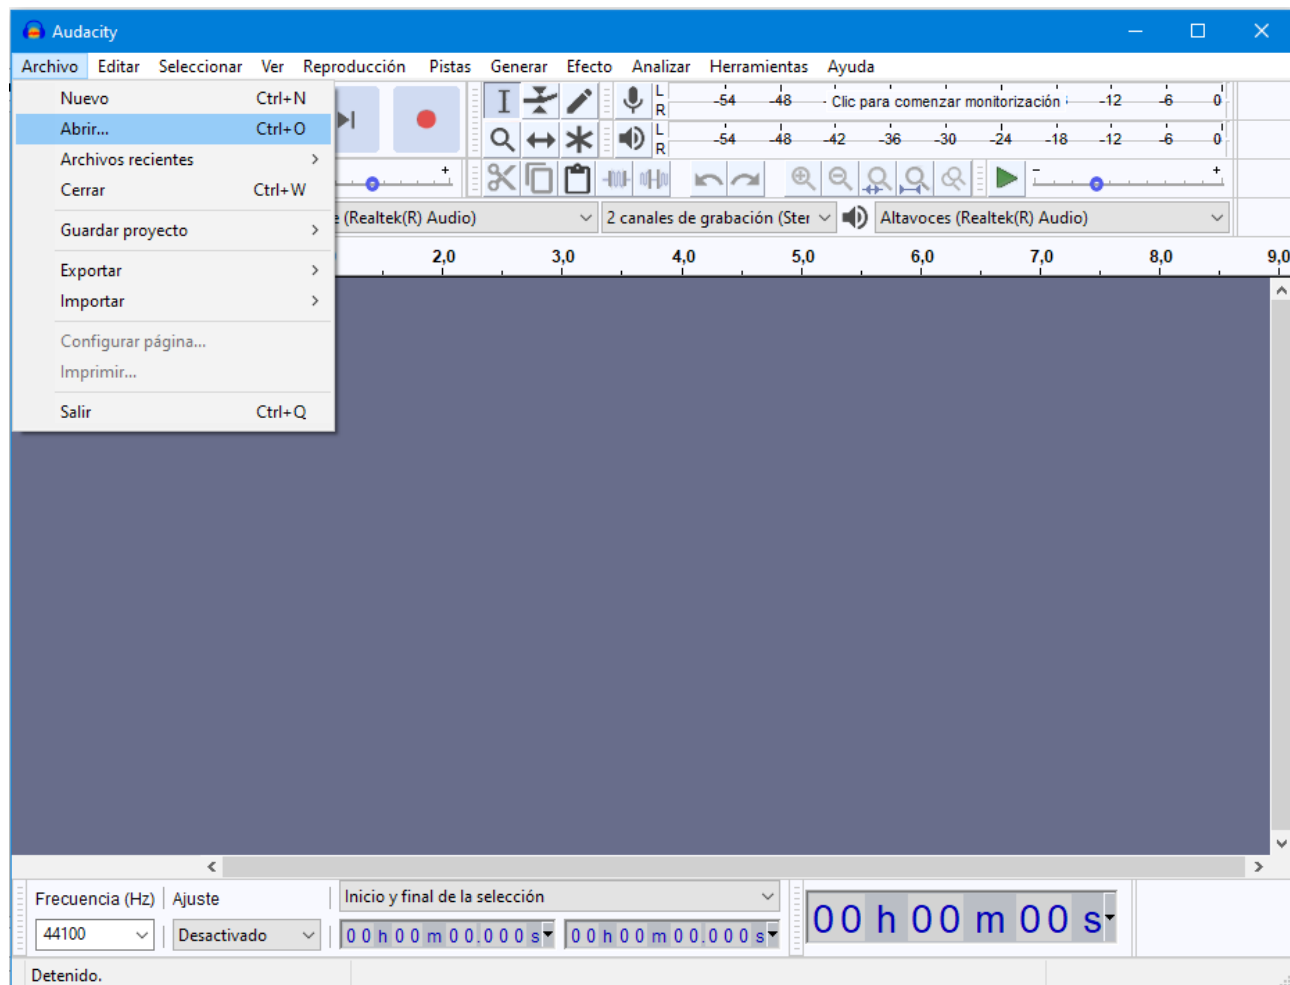 Audacity
Archivo Editar Seleccionar Ver Reproducción Pistas Generar Efecto Analizar Herramientas Ayuda
Nuevo Ctrl+N
Abrir... Ctrl+O
Archivos recientes
Cerrar Ctrl+W
Guardar proyecto
Exportar
Importar
Configurar página...
Imprimir...
Salir Ctrl+Q
L R -54 -48 Clic para comenzar monitorización -12 -6 0
L R -54 -48 -42 -36 -30 -24 -18 -12 -6 0
- +
(Realtek(R) Audio) 2 canales de grabación (Ster Altavoces (Realtek(R) Audio)
2,0 3,0 4,0 5,0 6,0 7,0 8,0 9,0
Frecuencia (Hz) Ajuste Inicio y final de la selección
44100 Desactivado 00 h 00 m 00.000 s 00 h 00 m 00.000 s 00 h 00 m 00 s
Detenido.